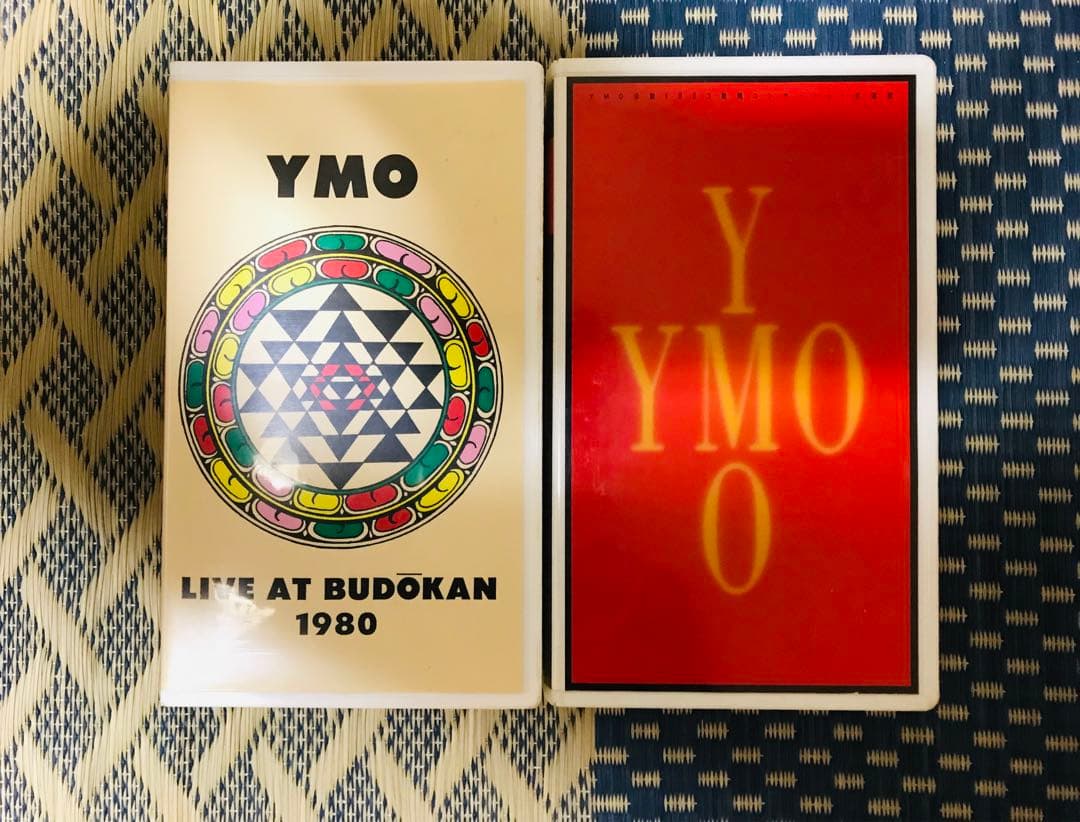 YMO
LIVE AT BUDŌKAN
1980
Y
YMO
O